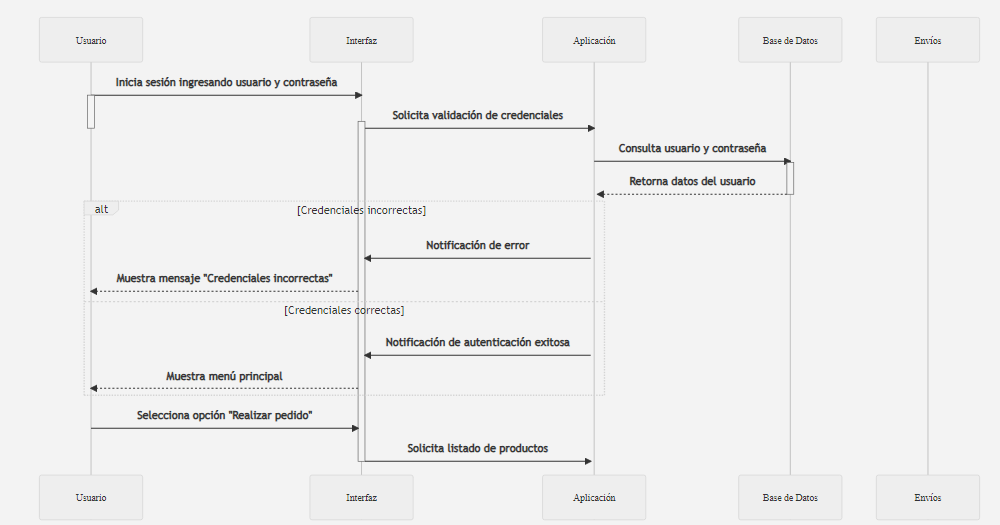 Usuario
Interfaz
Aplicación
Base de Datos
Envíos
Inicia sesión ingresando usuario y contraseña
Solicita validación de credenciales
Consulta usuario y contraseña
Retorna datos del usuario
alt
[Credenciales incorrectas]
Notificación de error
Muestra mensaje "Credenciales incorrectas"
[Credenciales correctas]
Notificación de autenticación exitosa
Muestra menú principal
Selecciona opción "Realizar pedido"
Solicita listado de productos
Usuario
Interfaz
Aplicación
Base de Datos
Envíos